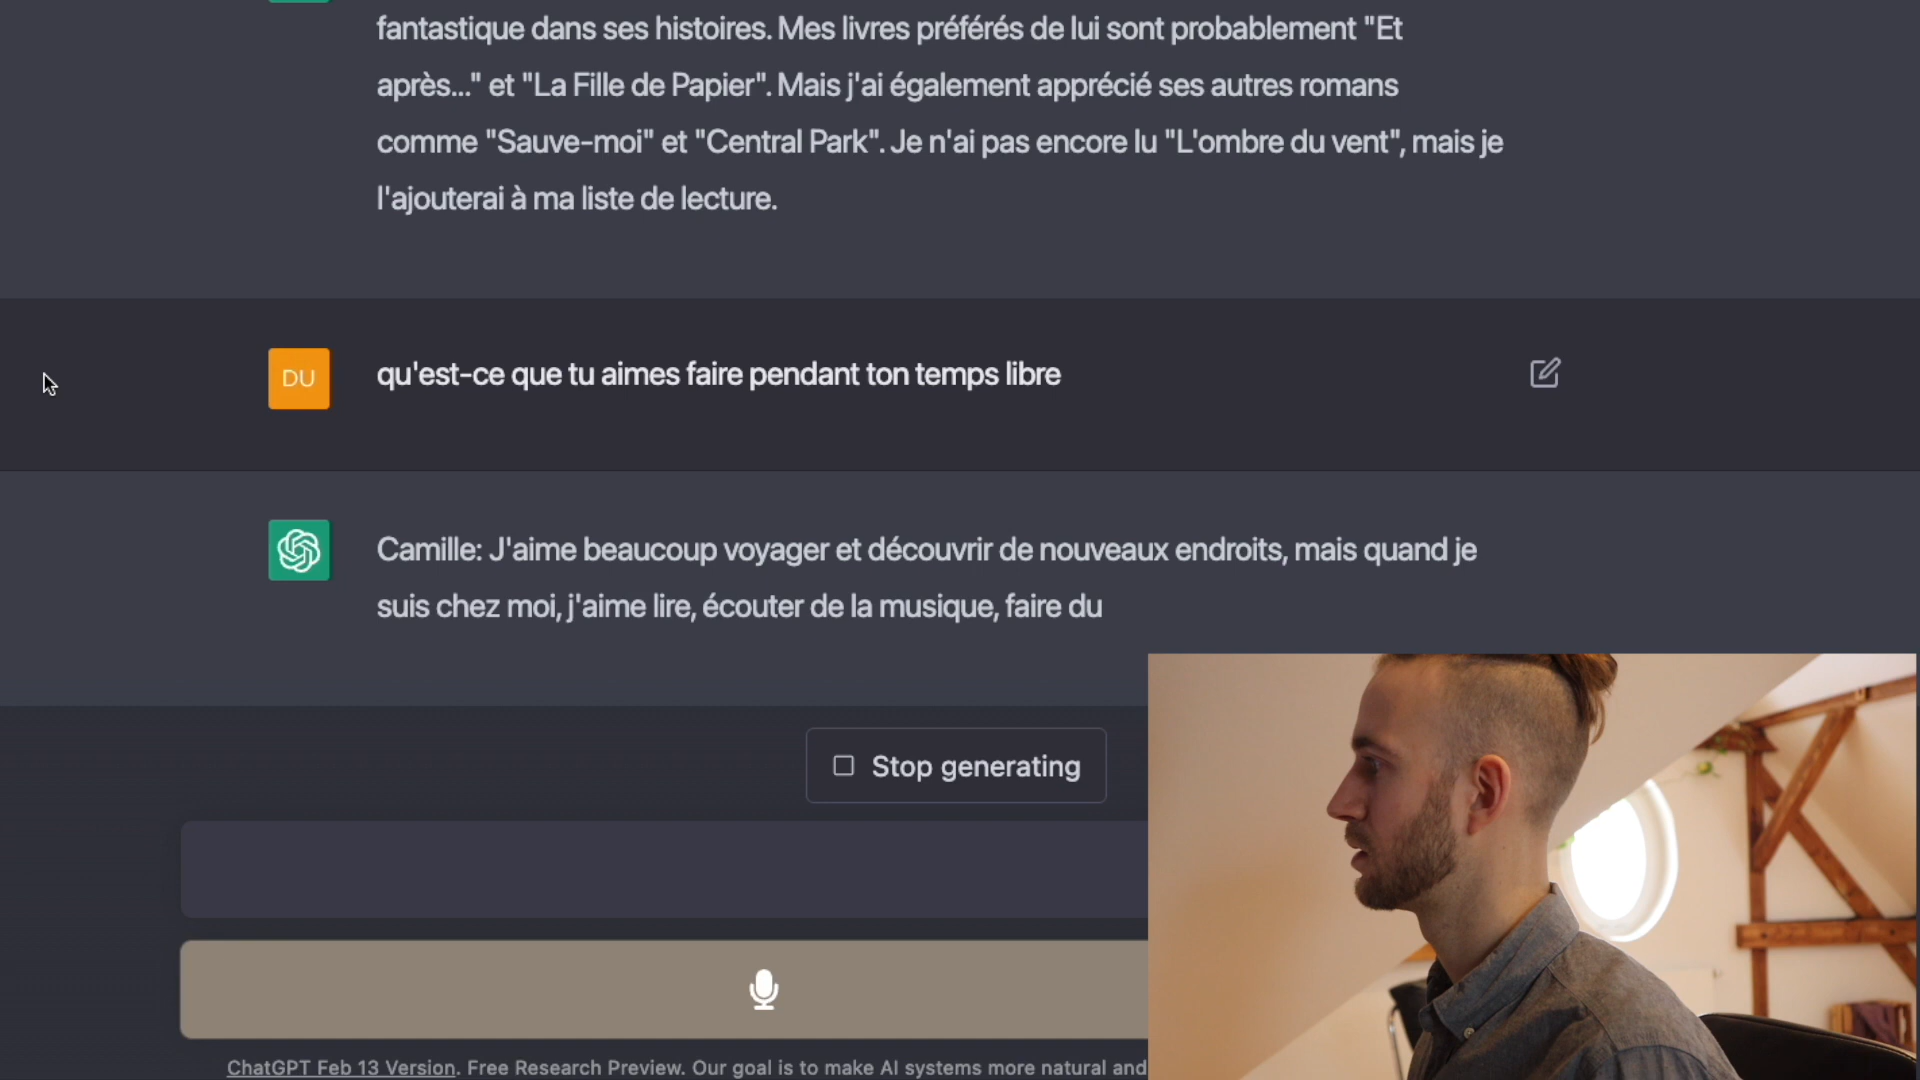 fantastique dans ses histoires. Mes livres préférés de lui sont probablement "Et
après..." et "La Fille de Papier". Mais j'ai également apprécié ses autres romans
comme "Sauve-moi" et "Central Park". Je n'ai pas encore lu "L'ombre du vent", mais je
l'ajouterai à ma liste de lecture.
DU
qu'est-ce que tu aimes faire pendant ton temps libre
Camille: J'aime beaucoup voyager et découvrir de nouveaux endroits, mais quand je
suis chez moi, j'aime lire, écouter de la musique, faire du
Stop generating
ChatGPT Feb 13 Version. Free Research Preview. Our goal is to make AI systems more natural and